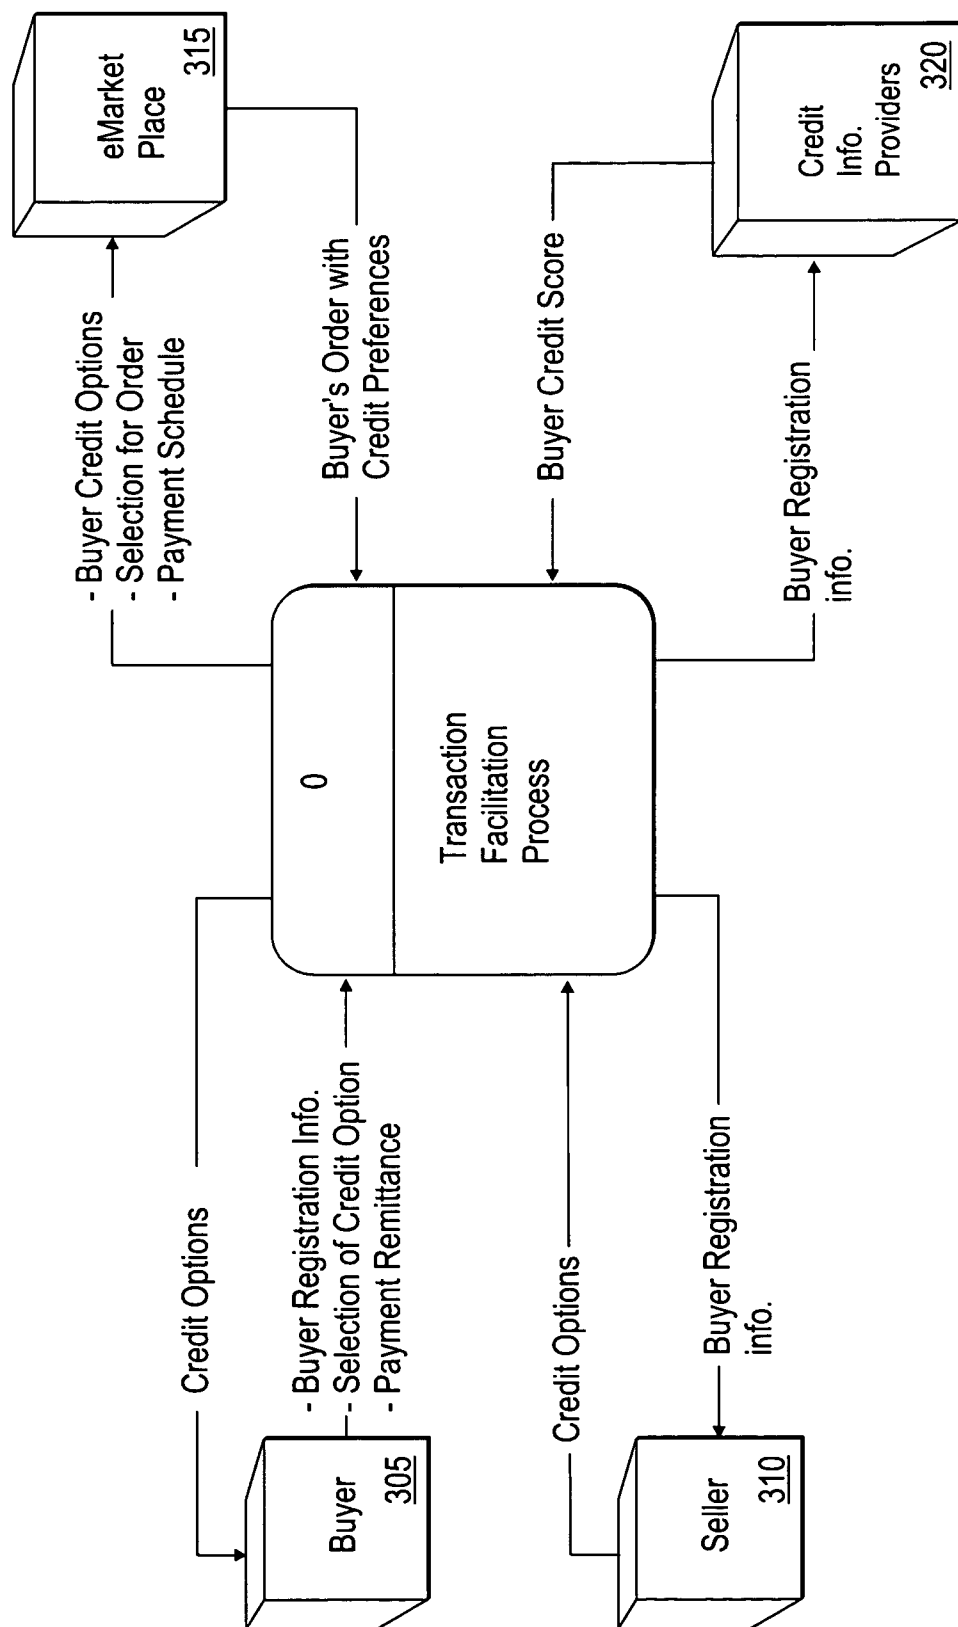 Credit Options
- Buyer Credit Options
- Selection for Order
- Payment Schedule
eMarket
Place
315
Buyer
305
- Buyer Registration Info.
- Selection of Credit Option
- Payment Remittance
0
Buyer's Order with
Credit Preferences
Transaction
Facilitation
Process
Credit Options
Buyer Credit Score
Seller
310
Buyer Registration
info.
Buyer Registration
info.
Credit
Info.
Providers
320